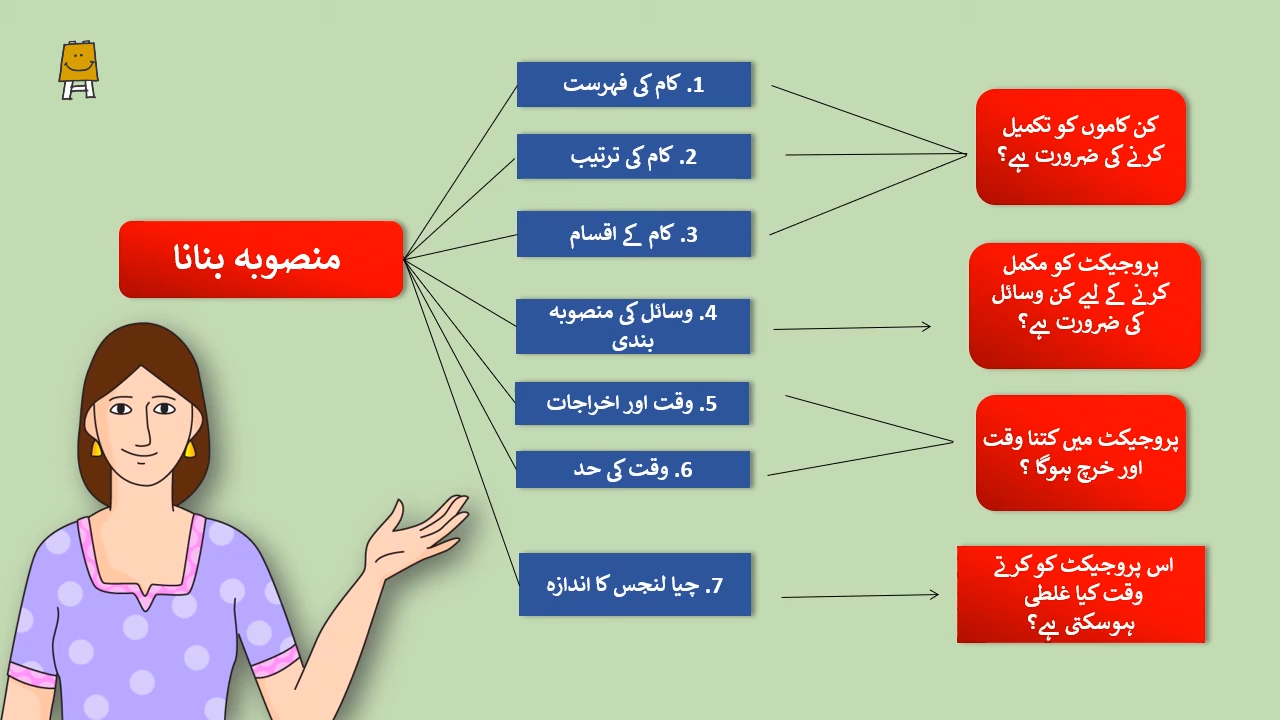 منصوبہ بنانا
1. کام کی فہرست
2. کام کی ترتیب
3. کام کے اقسام
4. وسائل کی منصوبہ
بندی
5. وقت اور اخراجات
6. وقت کی حد
7. چیا لنجس کا اندازہ
کن کاموں کو تکمیل
کرنے کی ضرورت ہے؟
پروجیکٹ کو مکمل
کرنے کے لیے کن وسائل
کی ضرورت ہے؟
پروجیکٹ میں کتنا وقت
اور خرچ ہوگا ؟
اس پروجیکٹ کو کرتے
وقت کیا غلطی
ہوسکتی ہے؟